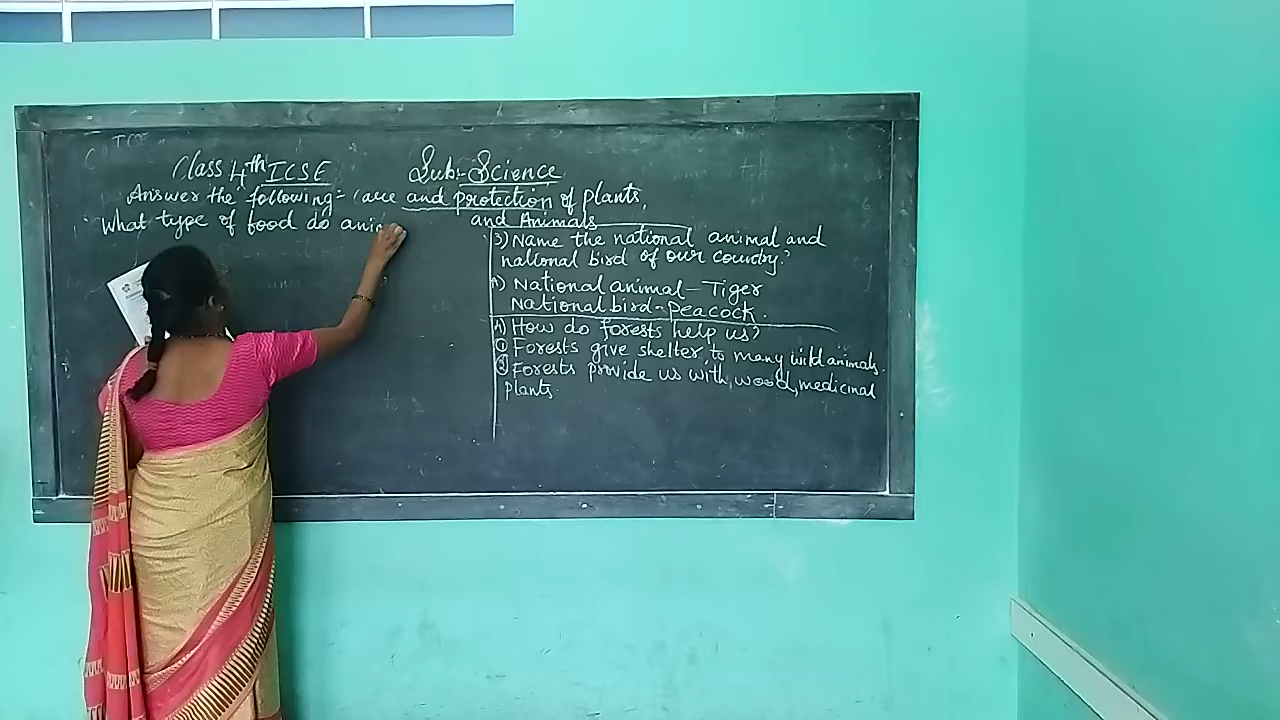 Class 4th ICSE
Sub:- Science
Answer the following:- Care and protection of plants,
and Animals
What type of food do anim
3) Name the national animal and
national bird of our country?
A) National animal - Tiger
National bird - Peacock.
4) How do forests help us?
① Forests give shelter to many wild animals.
② Forests provide us with, wood, medicinal
plants.